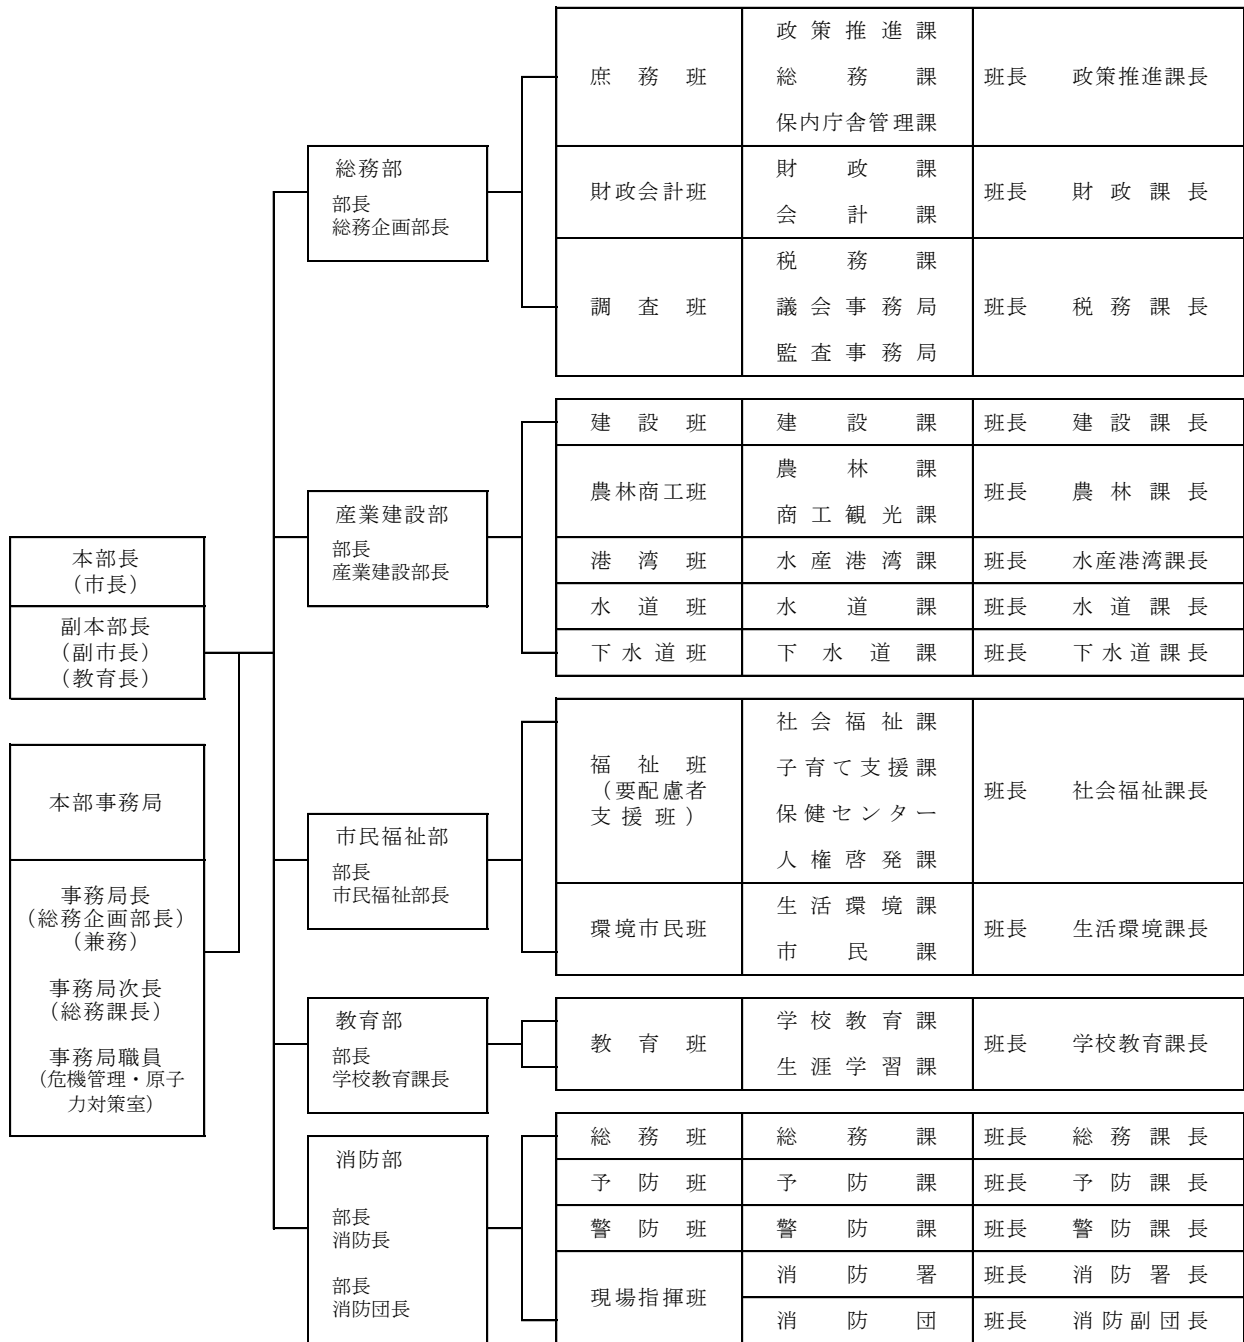 本部長
（市長）
副本部長
（副市長）
（教育長）
本部事務局
事務局長
（総務企画部長）
（兼務）
事務局次長
（総務課長）
事務局職員
（危機管理・原子
力対策室）
総務部
部長
総務企画部長
庶務班
政策推進課
総務課
保内庁舎管理課
班長 政策推進課長
財政会計班
財政課
会計課
班長 財政課長
調査班
税務課
議会事務局
監査事務局
班長 税務課長
産業建設部
部長
産業建設部長
建設班 建設課 班長 建設課長
農林商工班
農林課
商工観光課
班長 農林課長
港湾班 水産港湾課 班長 水産港湾課長
水道班 水道課 班長 水道課長
下水道班 下水道課 班長 下水道課長
市民福祉部
部長
市民福祉部長
福祉班
（要配慮者
支援班）
社会福祉課
子育て支援課
保健センター
人権啓発課
班長 社会福祉課長
環境市民班
生活環境課
市民課
班長 生活環境課長
教育部
部長
学校教育課長
教育班
学校教育課
生涯学習課
班長 学校教育課長
消防部
部長
消防長
部長
消防団長
総務班 総務課 班長 総務課長
予防班 予防課 班長 予防課長
警防班 警防課 班長 警防課長
現場指揮班
消防署 班長 消防署長
消防団 班長 消防副団長